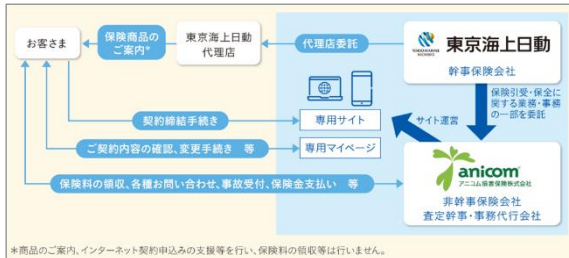 お客さま
保険商品の
ご案内*
東京海上日動
代理店
代理店委託
東京海上日動
幹事保険会社
保険引受・保全に
関する業務・事務
の一部を委託
契約締結手続き
専用サイト
サイト運営
ご契約内容の確認、変更手続き 等
専用マイページ
保険料の領収、各種お問い合わせ、事故受付、保険金支払い 等
anicom
アニコム損害保険株式会社
非幹事保険会社
査定幹事・事務代行会社
*商品のご案内、インターネット契約申込みの支援等を行い、保険料の領収等は行いません。